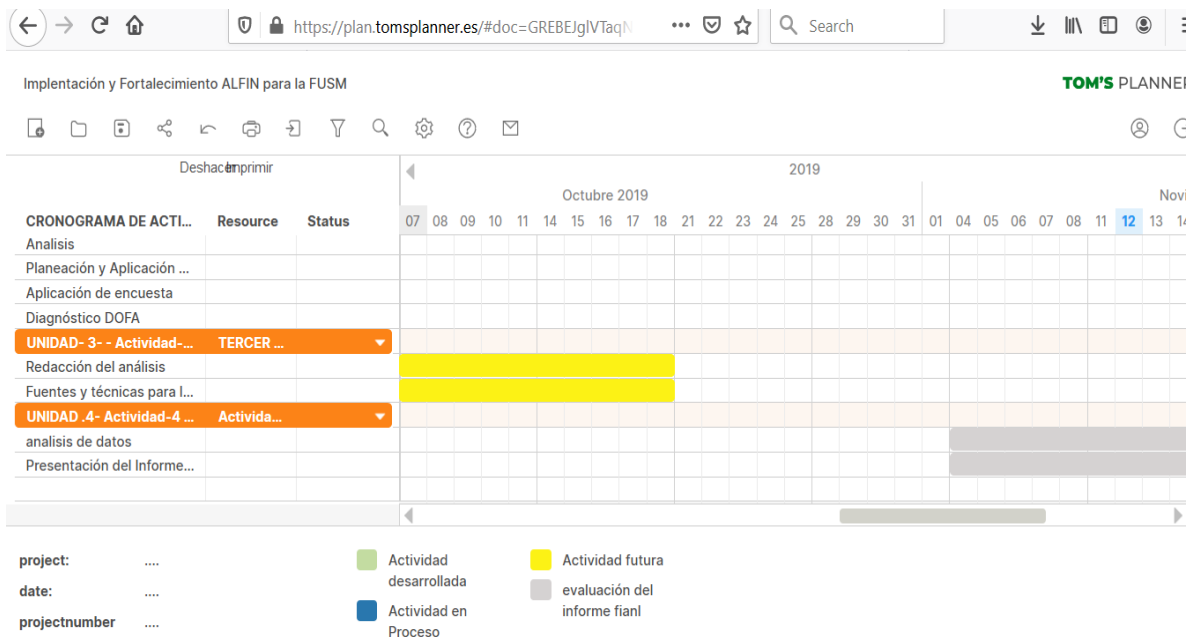 https://plan.tomsplanner.es/#doc=GREBEJglVTaqN
Search
Implentación y Fortalecimiento ALFIN para la FUSM
TOM'S PLANNER
Deshacer Imprimir
2019
Octubre 2019
Novi
CRONOGRAMA DE ACTI... Resource Status 07 08 09 10 11 14 15 16 17 18 21 22 23 24 25 28 29 30 31 01 04 05 06 07 08 11 12 13 14
Analisis
Planeación y Aplicación ...
Aplicación de encuesta
Diagnóstico DOFA
UNIDAD- 3- - Actividad-... TERCER ...
Redacción del análisis
Fuentes y técnicas para l...
UNIDAD .4- Actividad-4 ... Activida...
analisis de datos
Presentación del Informe...
project: ....
date: ....
projectnumber ....
Actividad
desarrollada
Actividad en
Proceso
Actividad futura
evaluación del
informe fianl